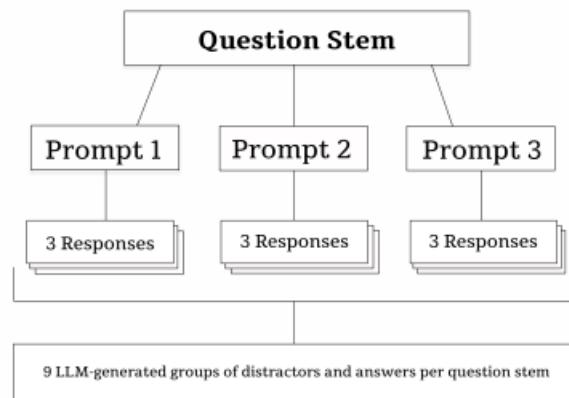 Question Stem
Prompt 1
Prompt 2
Prompt 3
3 Responses
3 Responses
3 Responses
9 LLM-generated groups of distractors and answers per question stem